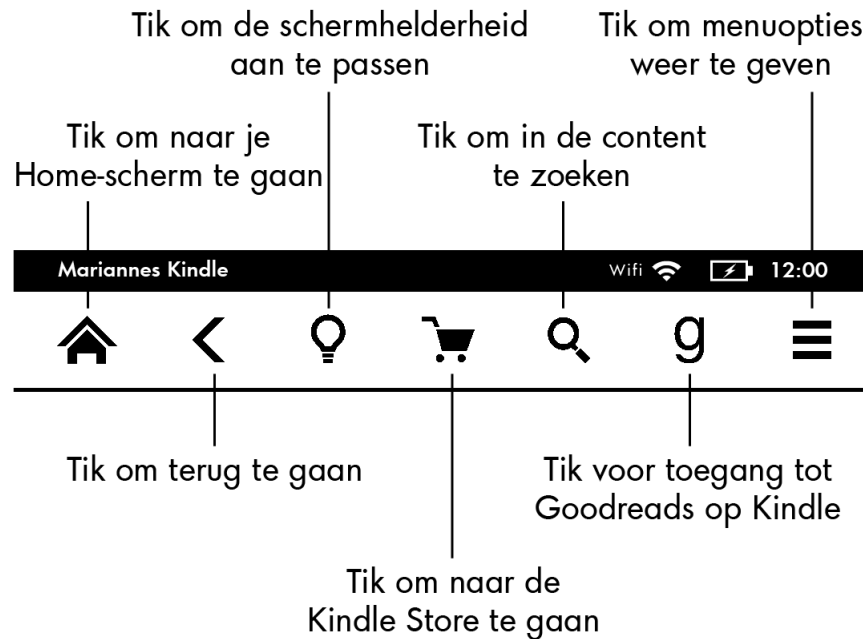 Tik om de schermhelderheid
aan te passen
Tik om menuopties
weer te geven
Tik om naar je
Home-scherm te gaan
Tik om in de content
te zoeken
Mariannes Kindle
Wifi
12:00
g
Tik om terug te gaan
Tik voor toegang tot
Goodreads op Kindle
Tik om naar de
Kindle Store te gaan